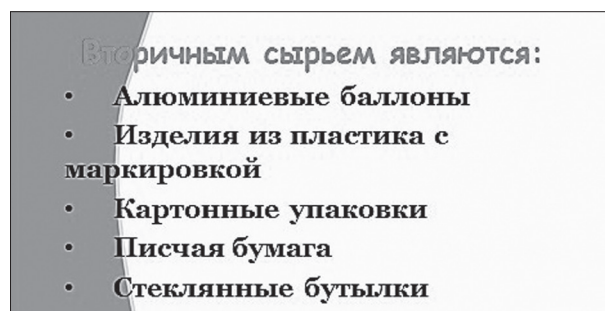 Вторичным сырьем являются:
• Алюминиевые баллоны
• Изделия из пластика с
маркировкой
• Картонные упаковки
• Писчая бумага
• Стеклянные бутылки